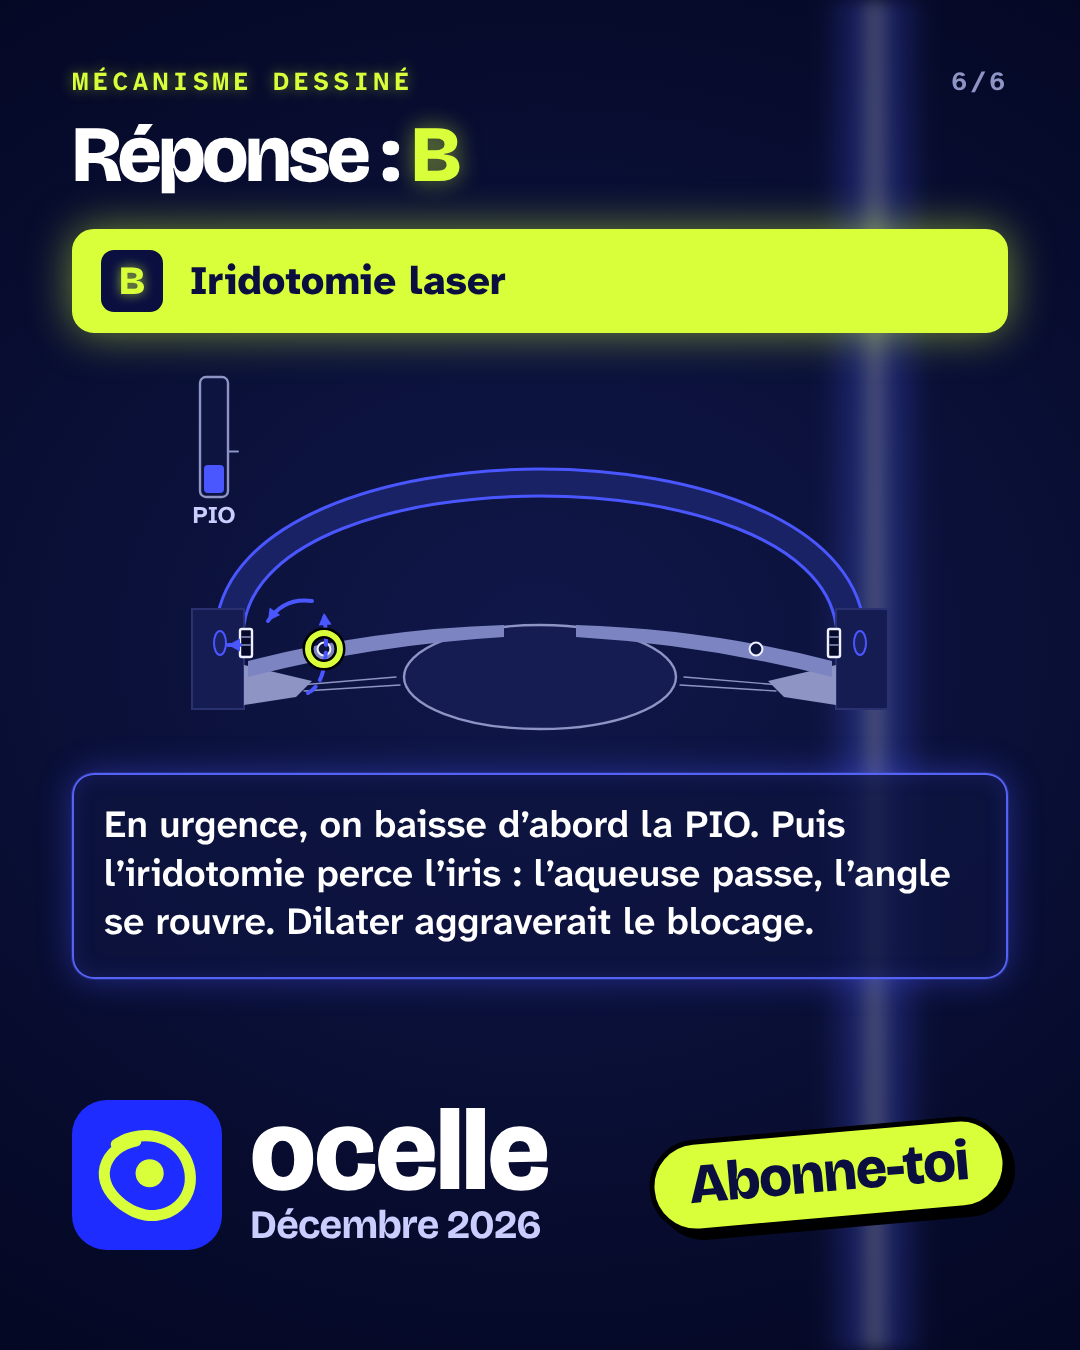 MÉCANISME DESSINÉ
6/6
Réponse : B
B Iridotomie laser
PIO
En urgence, on baisse d’abord la PIO. Puis
l’iridotomie perce l’iris : l’aqueuse passe, l’angle
se rouvre. Dilater aggraverait le blocage.
ocelle
Décembre 2026
Abonne-toi